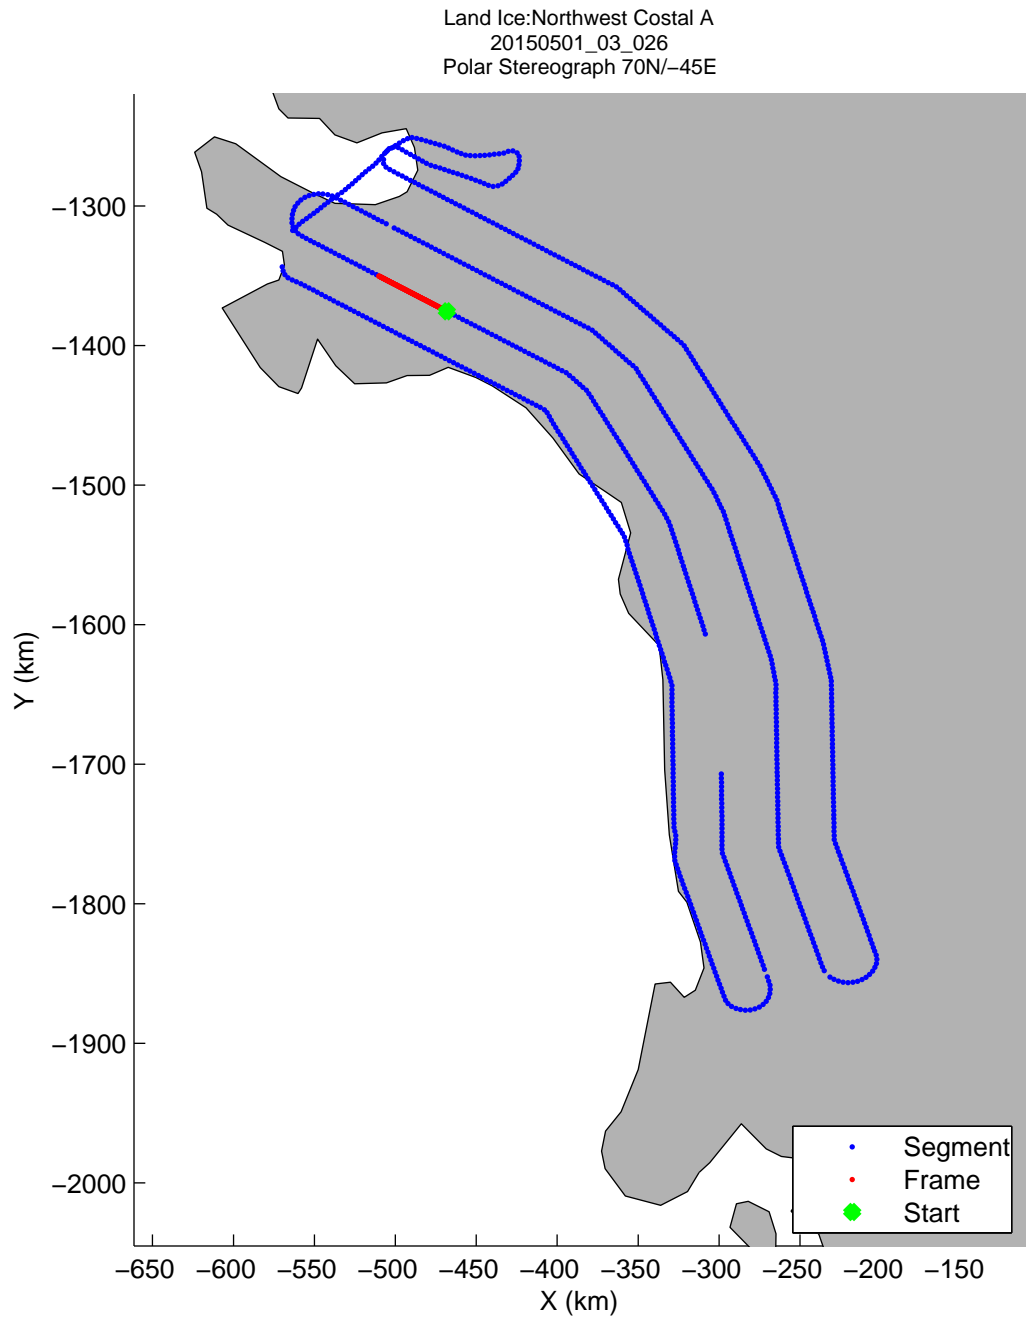 Land Ice:Northwest Costal A
20150501_03_026
Polar Stereograph 70N/−45E
−1300
−1400
−1500
−1600
−1700
−1800
−1900
−2000
Y (km)
Segment
Frame
Start
−650 −600 −550 −500 −450 −400 −350 −300 −250 −200 −150
X (km)